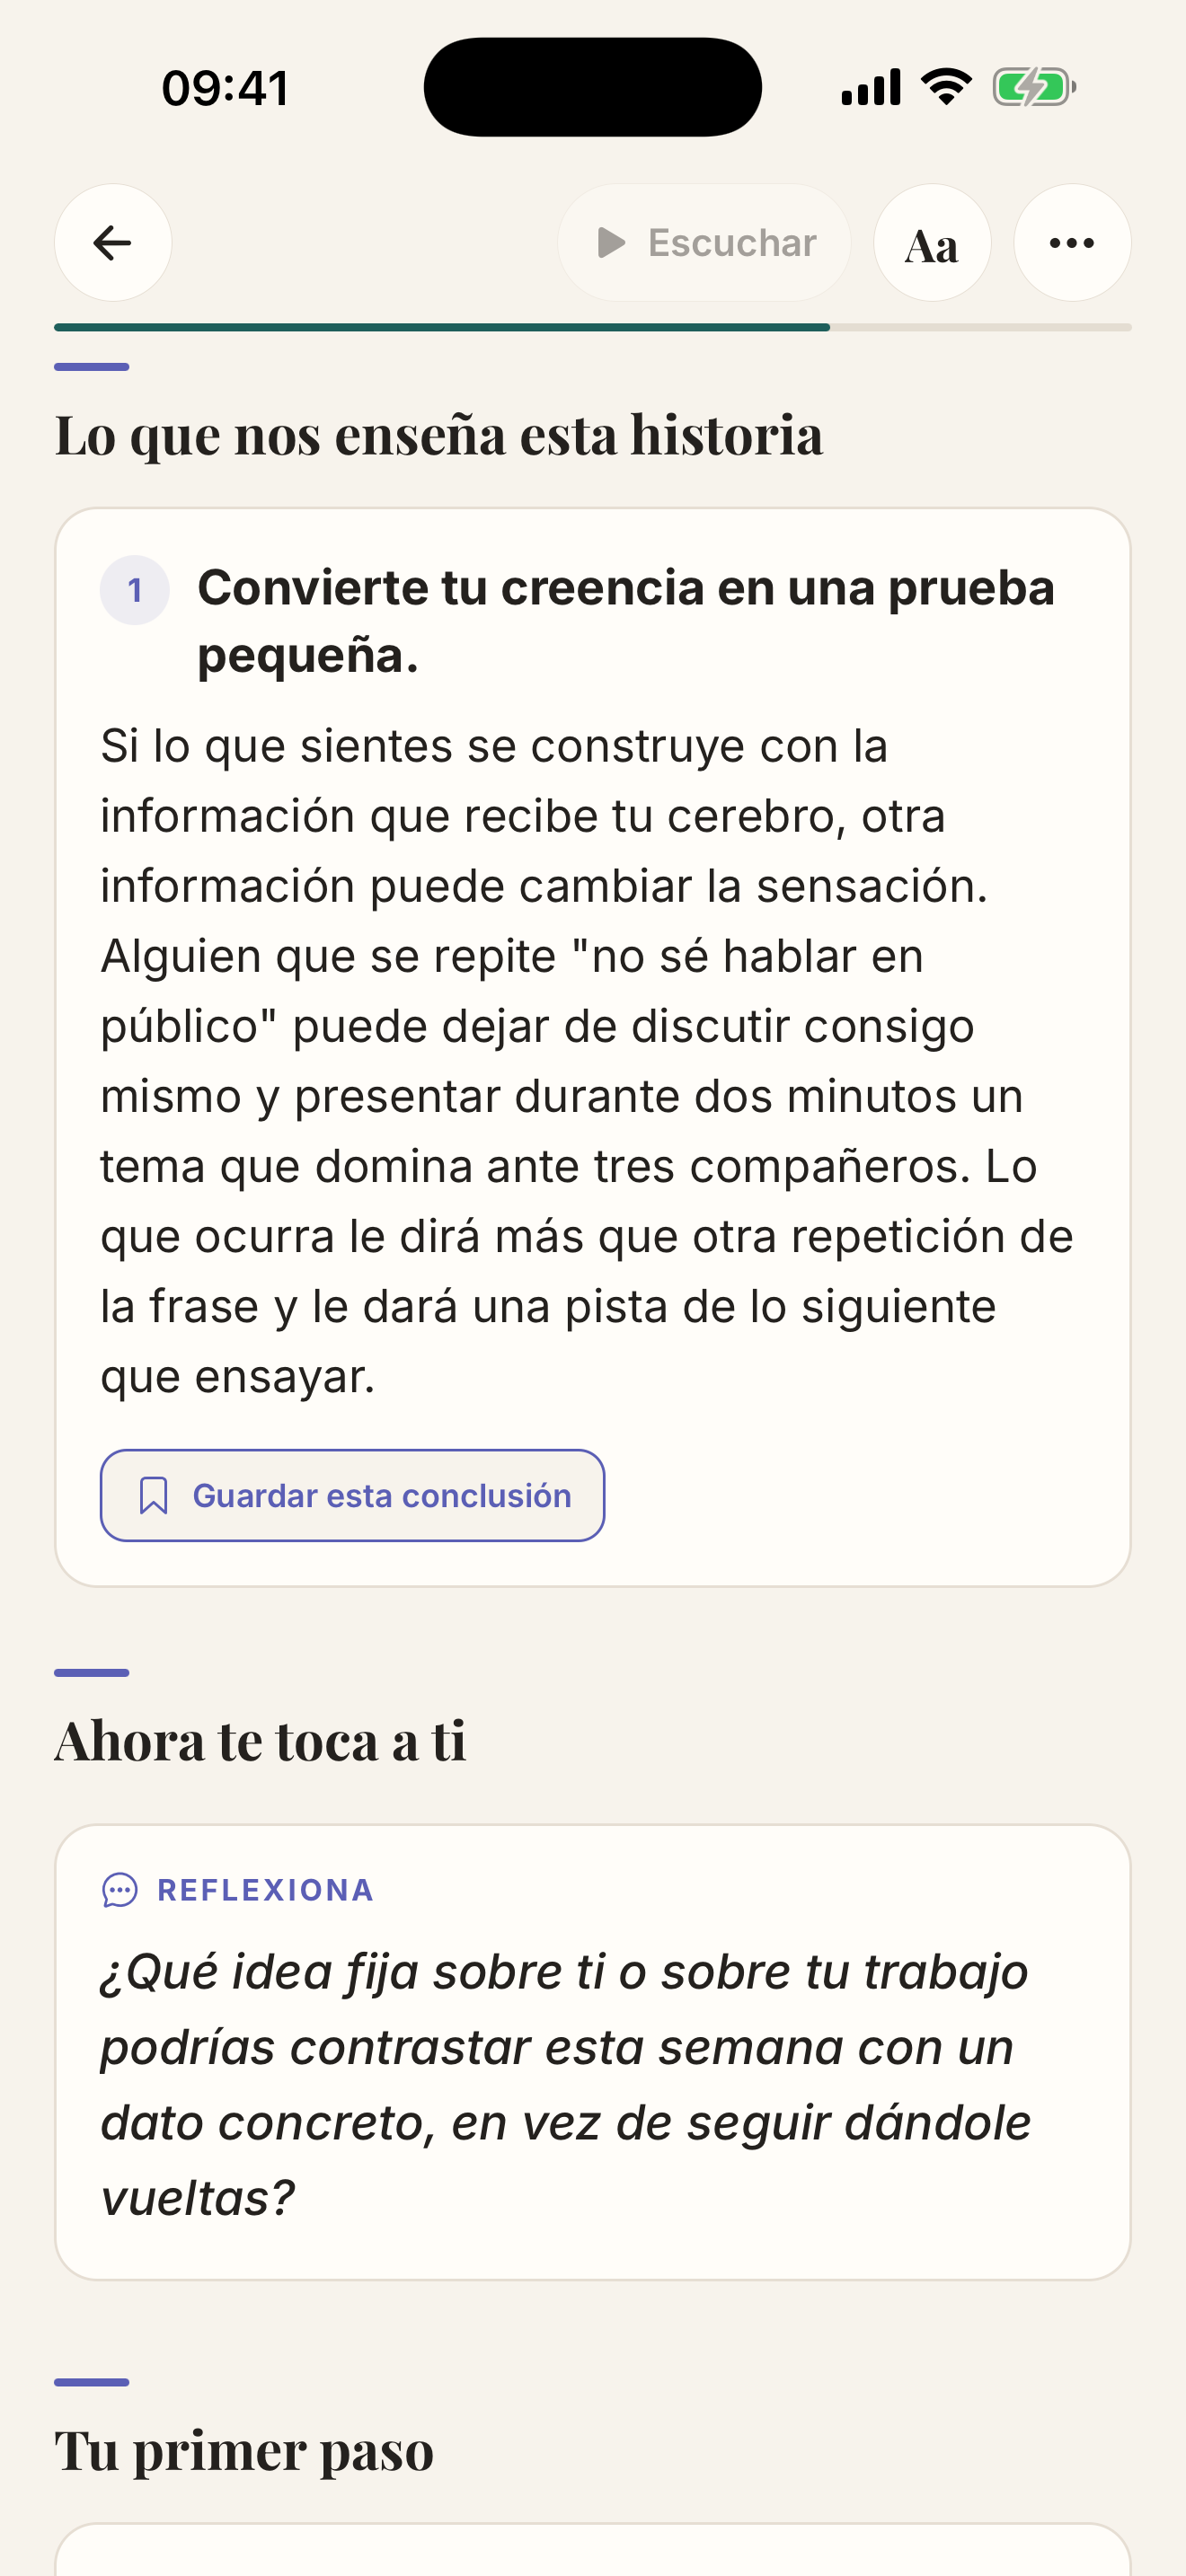 09:41
Escuchar
Aa
Lo que nos enseña esta historia
1
Convierte tu creencia en una prueba
pequeña.
Si lo que sientes se construye con la
información que recibe tu cerebro, otra
información puede cambiar la sensación.
Alguien que se repite "no sé hablar en
público" puede dejar de discutir consigo
mismo y presentar durante dos minutos un
tema que domina ante tres compañeros. Lo
que ocurra le dirá más que otra repetición de
la frase y le dará una pista de lo siguiente
que ensayar.
Guardar esta conclusión
Ahora te toca a ti
REFLEXIONA
¿Qué idea fija sobre ti o sobre tu trabajo
podrías contrastar esta semana con un
dato concreto, en vez de seguir dándole
vueltas?
Tu primer paso